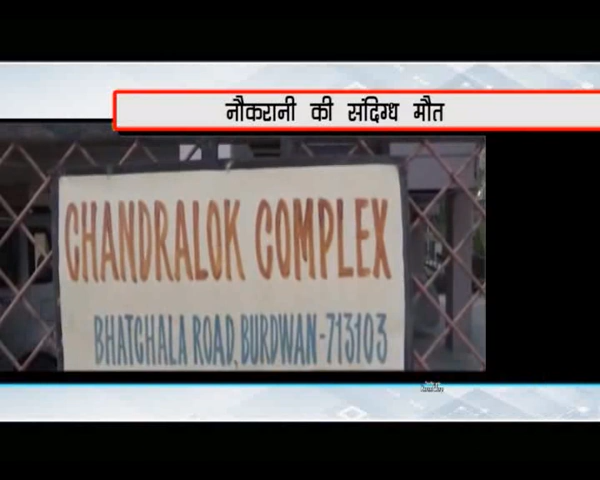 नौकरानी की संदिग्ध मौत
CHANDRALOK COMPLEX
BHATCHALA ROAD, BURDWAN-713103